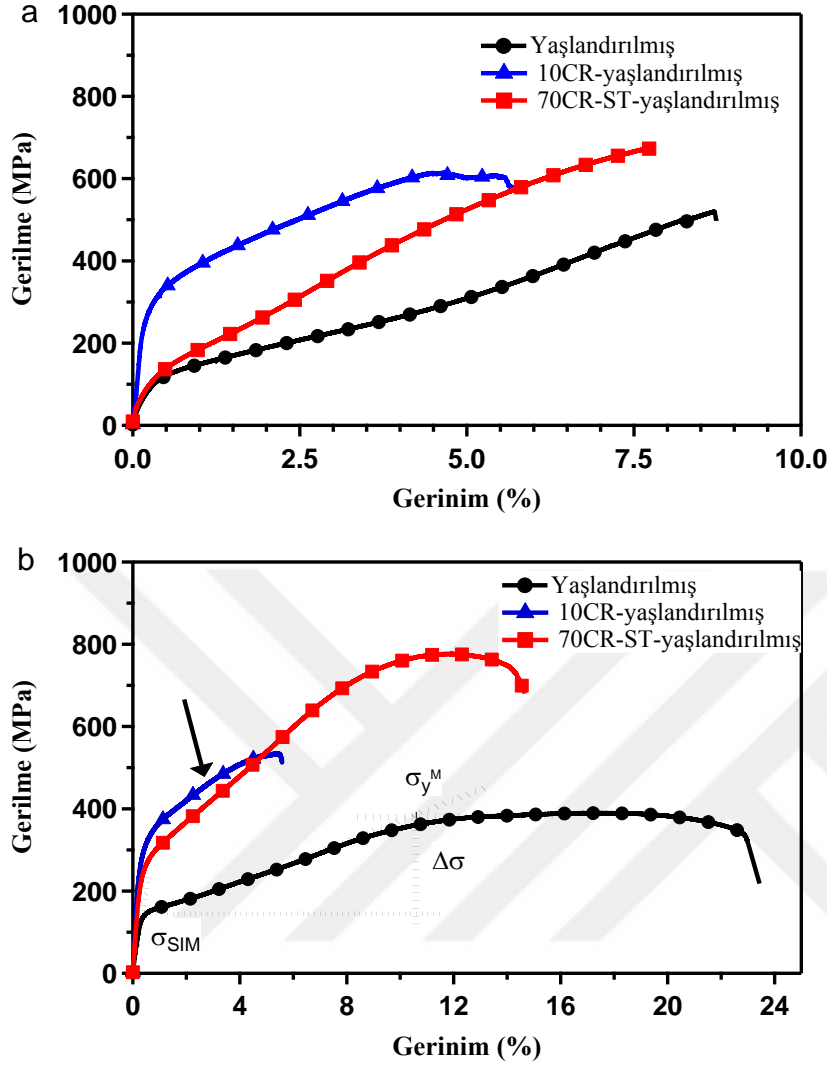 a
1000
800
600
400
200
0
Gerilme (MPa)
Yaşlandırılmış
10CR-yaşlandırılmış
70CR-ST-yaşlandırılmış
0.0 2.5 5.0 7.5 10.0
Gerinim (%)
b
1000
800
600
400
200
0
Gerilme (MPa)
Yaşlandırılmış
10CR-yaşlandırılmış
70CR-ST-yaşlandırılmış
σyᴹ
Δσ
σSIM
0 4 8 12 16 20 24
Gerinim (%)